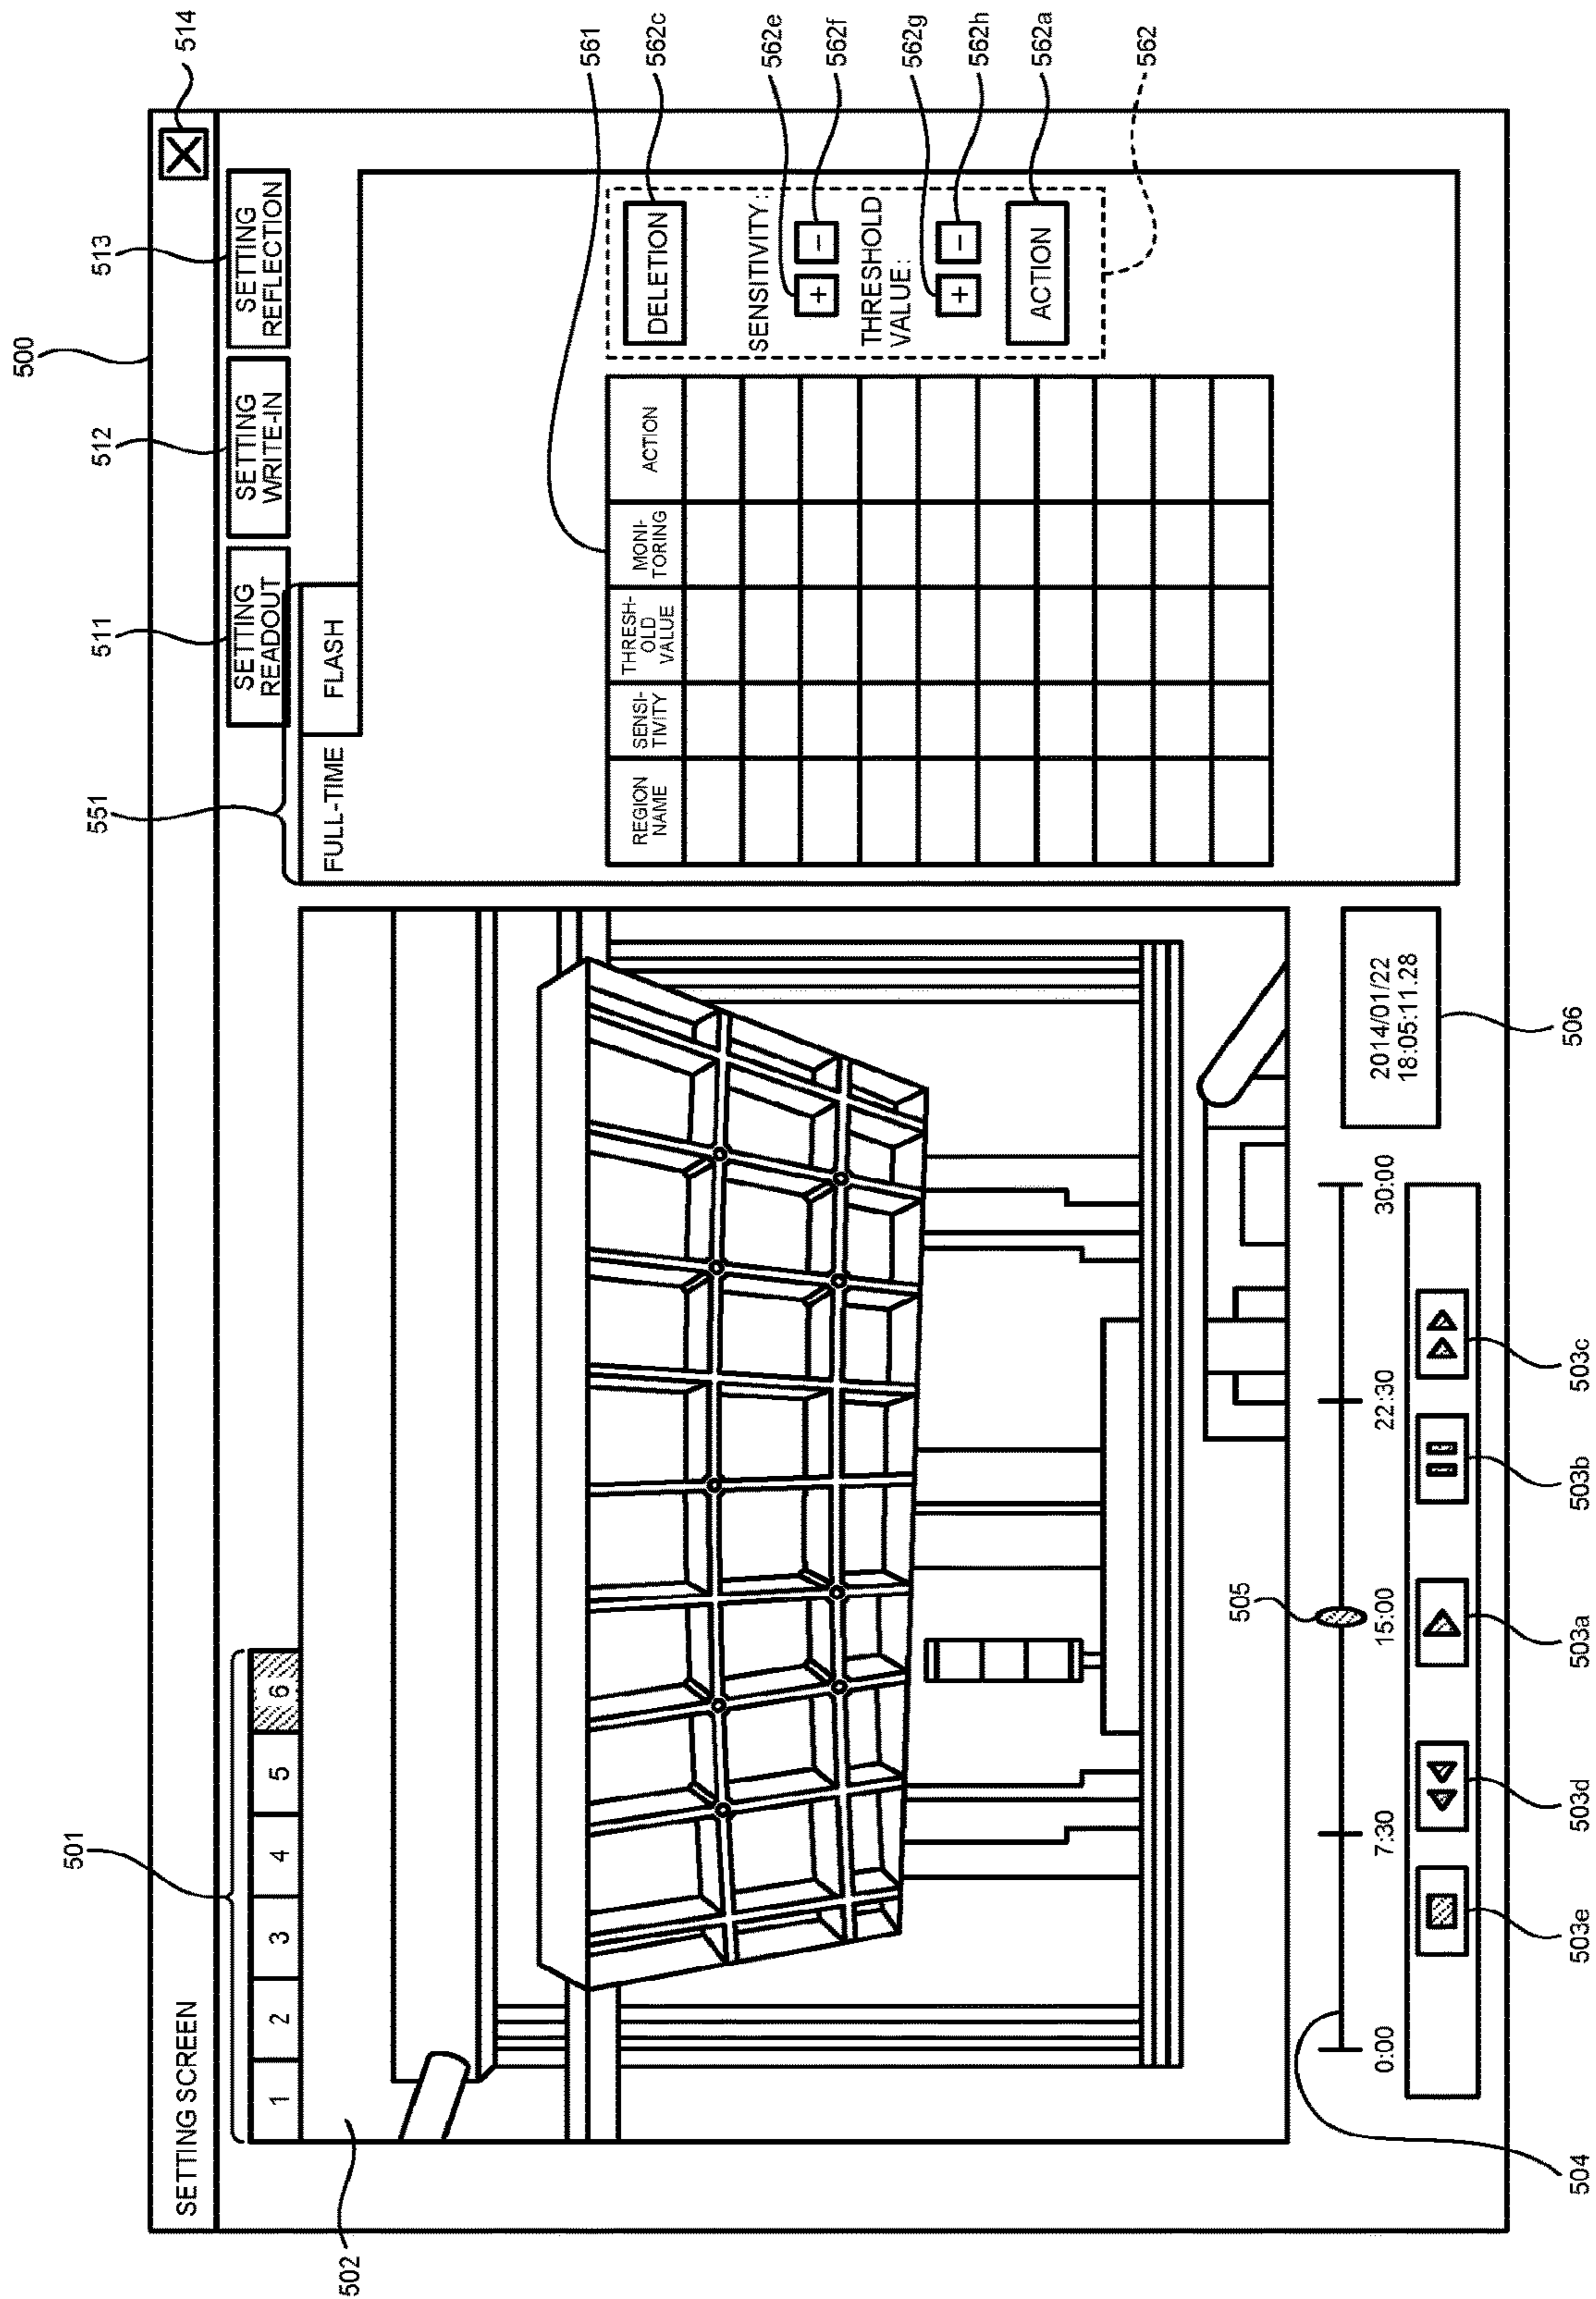 500
SETTING SCREEN
514
511
512
513
SETTING
READOUT
SETTING
WRITE-IN
SETTING
REFLECTION
501
1
2
3
4
5
6
502
551
FULL-TIME
FLASH
561
REGION
NAME
SENSI-
TIVITY
THRESH-
OLD
VALUE
MONI-
TORING
ACTION
DELETION
562c
SENSITIVITY:
+
−
562e
562f
THRESHOLD
VALUE:
+
−
562g
562h
ACTION
562a
562
505
0:00
7:30
15:00
22:30
30:00
2014/01/22
18:05:11.28
504
503e
503d
503a
503b
503c
506